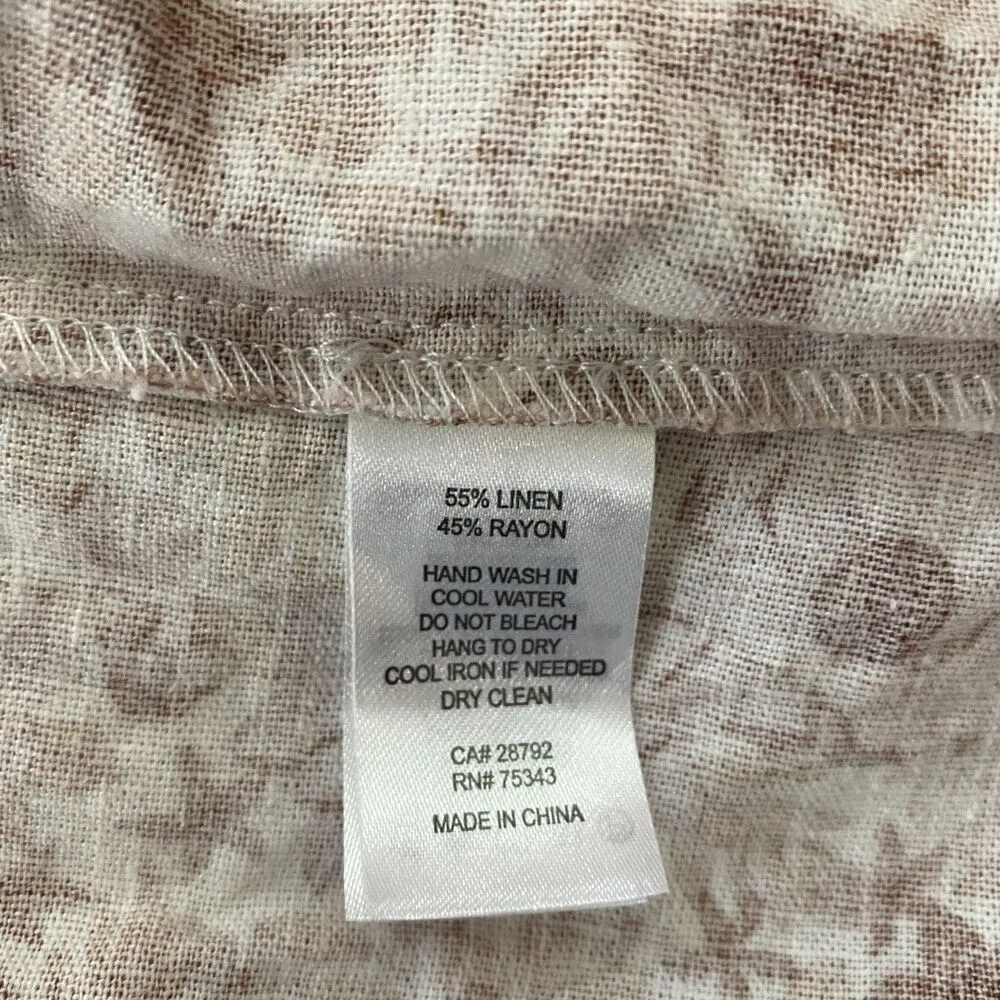 55% LINEN
45% RAYON
HAND WASH IN
COOL WATER
DO NOT BLEACH
HANG TO DRY
COOL IRON IF NEEDED
DRY CLEAN
CA# 28792
RN# 75343
MADE IN CHINA